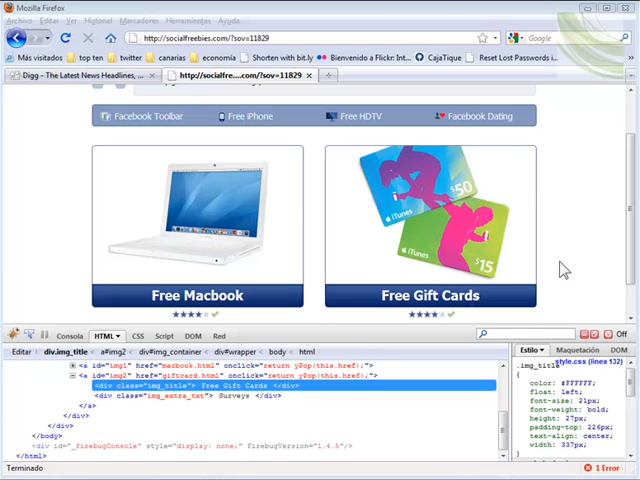 Mozilla Firefox
Archivo Editar Ver Historial Marcadores Herramientas Ayuda
http://socialfreebies.com/?sov=11829
Google
Más visitados top ten twitter canarias economía Shorten with bit.ly Bienvenido a Flickr: Int... CajaTique Reset Lost Passwords i...
Digg - The Latest News Headlines, ... http://socialfre....com/?sov=11829
Facebook Toolbar Free iPhone Free HDTV Facebook Dating
iTunes $50
iTunes $15
Free Macbook Free Gift Cards
Consola HTML CSS Script DOM Red Off
Editar div.img_title < a#img2 < div#img_container < div#wrapper < body < html
Estilo Maquetación DOM
<a id="img1" href="macbook.html" onclick="return yPop(this.href);">
<a id="img2" href="giftcard.html" onclick="return yPop(this.href);">
<div class="img_title"> Free Gift Cards </div>
<div class="img_extra_txt"> Surveys </div>
</a>
</div>
</div>
</body>
<div id="_firebugConsole" style="display: none;" FirebugVersion="1.4.5"/>
</html>
style.css (línea 132)
.img_title
{
color: #FFFFFF;
float: left;
font-size: 21px;
font-weight: bold;
height: 27px;
padding-top: 226px;
text-align: center;
width: 337px;
Terminado
1 Error